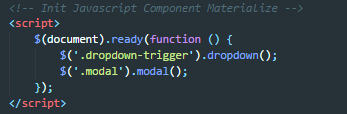 <!-- Init Javascript Component Materialize -->
<script>
    $(document).ready(function () {
        $('.dropdown-trigger').dropdown();
        $('.modal').modal();
    });
</script>